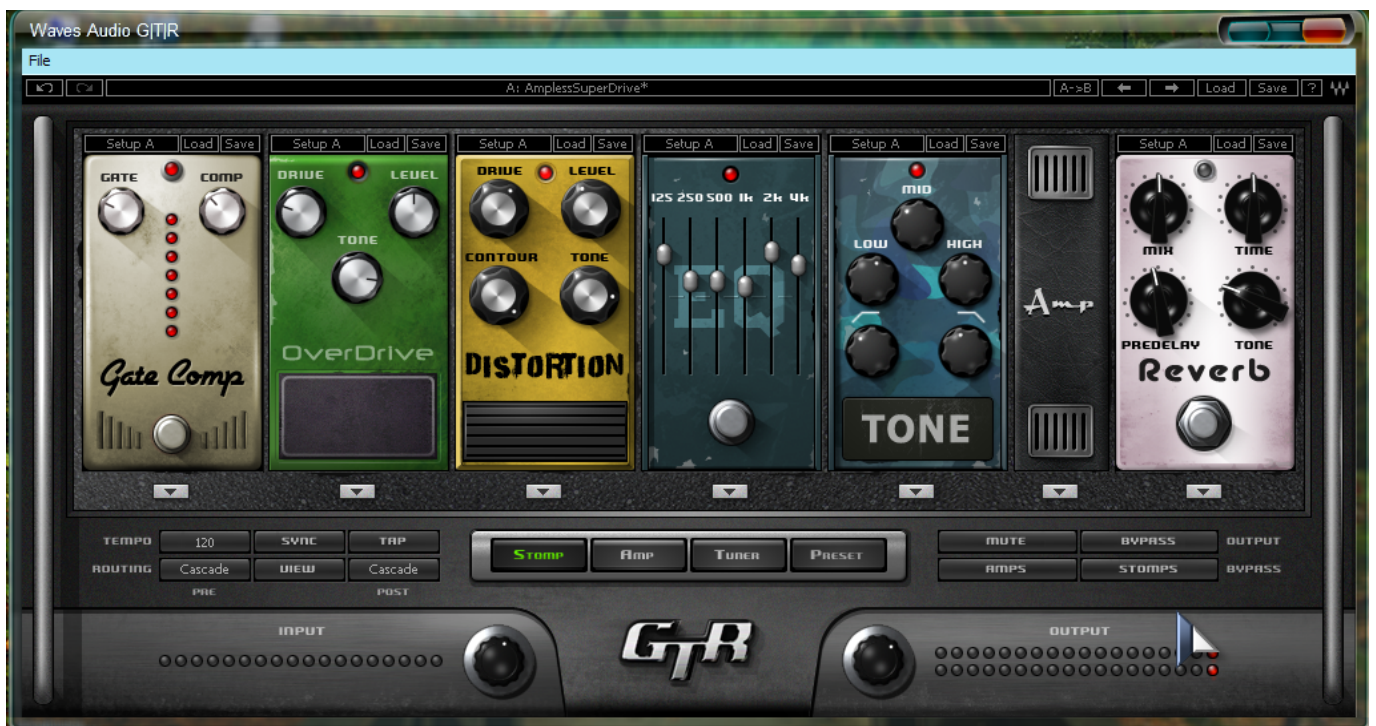 Waves Audio G|T|R
File
A: AmplessSuperDrive*
A->B
Load
Save
?
Setup A Load Save
Setup A Load Save
Setup A Load Save
Setup A Load Save
Setup A Load Save
Setup A Load Save
GATE COMP
Gate Comp
DRIVE LEVEL
TONE
OverDrive
DRIVE LEVEL
CONTOUR TONE
DISTORTION
125 250 500 1k 2k 4k
EQ
MID
LOW HIGH
TONE
Amp
MIX TIME
PREDELAY TONE
Reverb
TEMPO 120 SYNC TAP
ROUTING Cascade VIEW Cascade
PRE POST
Stomp Amp Tuner Preset
MUTE BYPASS OUTPUT
AMPS STOMPS BYPASS
INPUT
GTR
OUTPUT